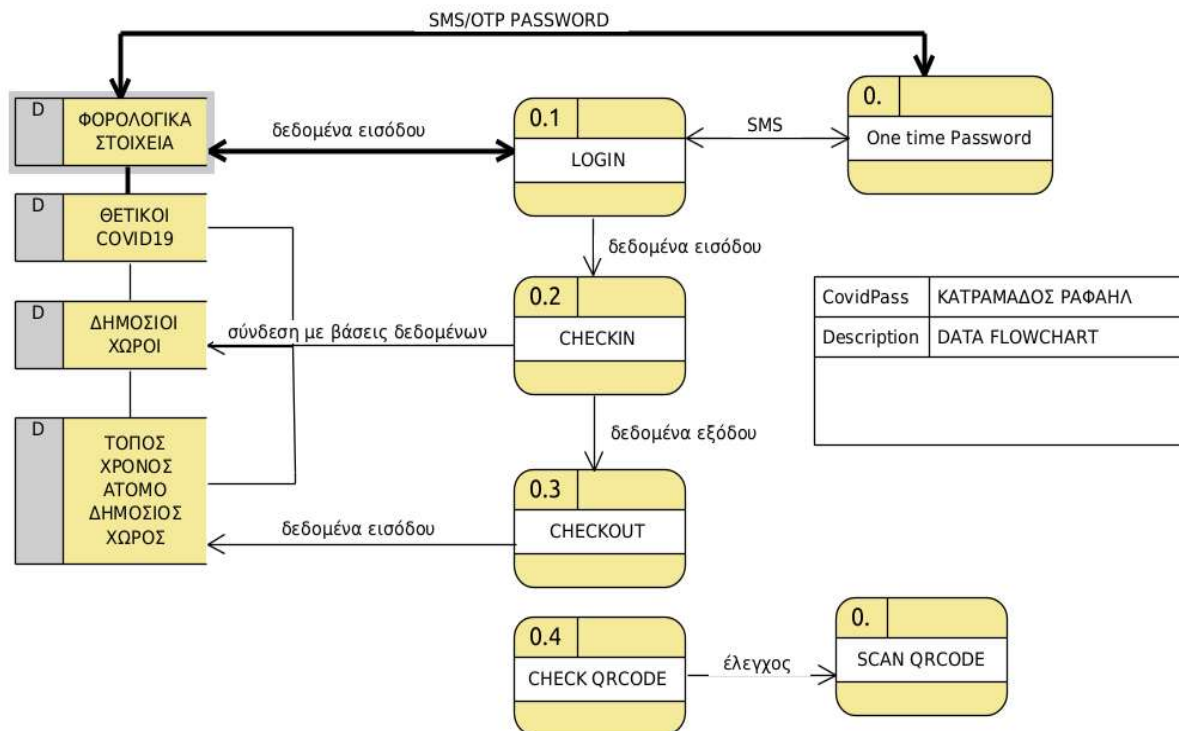 SMS/OTP PASSWORD
D
ΦΟΡΟΛΟΓΙΚΑ
ΣΤΟΙΧΕΙΑ
δεδομένα εισόδου
0.1
LOGIN
SMS
0.
One time Password
D
ΘΕΤΙΚΟΙ
COVID19
δεδομένα εισόδου
D
ΔΗΜΟΣΙΟΙ
ΧΩΡΟΙ
σύνδεση με βάσεις δεδομένων
0.2
CHECKIN
CovidPass ΚΑΤΡΑΜΑΔΟΣ ΡΑΦΑΗΛ
Description DATA FLOWCHART
δεδομένα εξόδου
D
ΤΟΠΟΣ
ΧΡΟΝΟΣ
ΑΤΟΜΟ
ΔΗΜΟΣΙΟΣ
ΧΩΡΟΣ
δεδομένα εισόδου
0.3
CHECKOUT
0.4
CHECK QRCODE
έλεγχος
0.
SCAN QRCODE